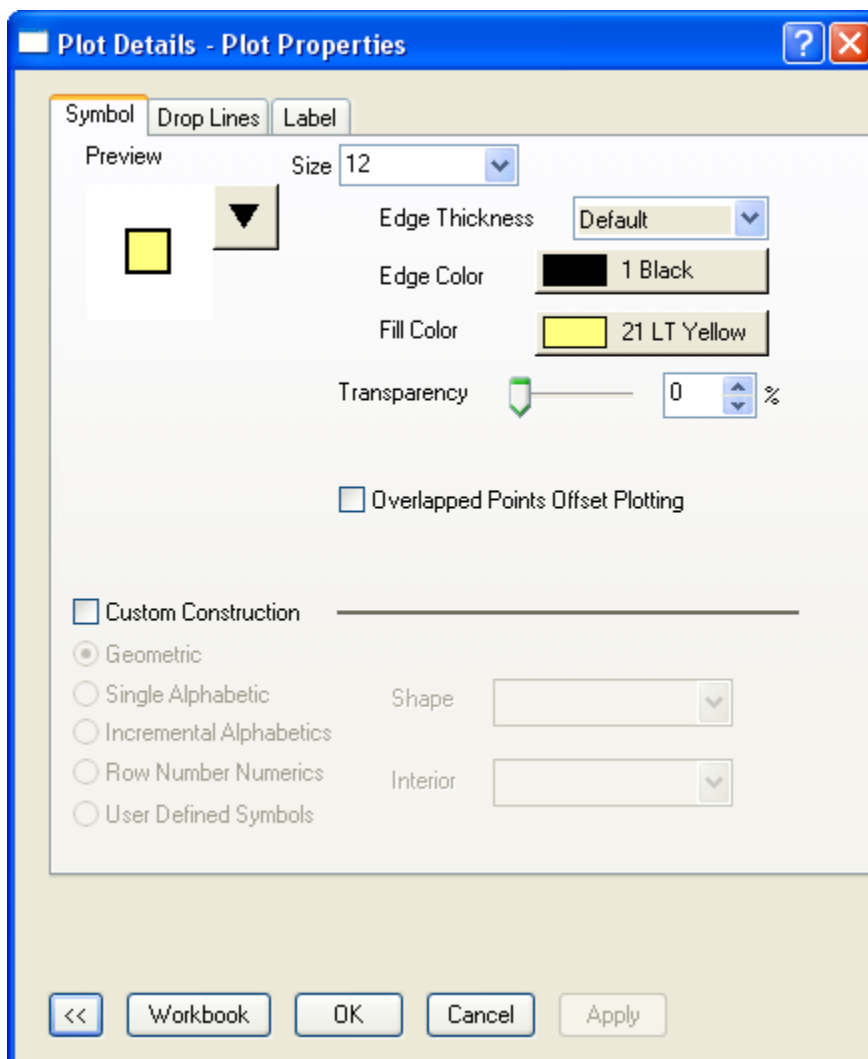 Plot Details - Plot Properties
Symbol
Drop Lines
Label
Preview
Size 12
Edge Thickness Default
Edge Color 1 Black
Fill Color 21 LT Yellow
Transparency 0 %
Overlapped Points Offset Plotting
Custom Construction
Geometric
Single Alphabetic
Shape
Incremental Alphabetics
Row Number Numerics
Interior
User Defined Symbols
<< Workbook OK Cancel Apply